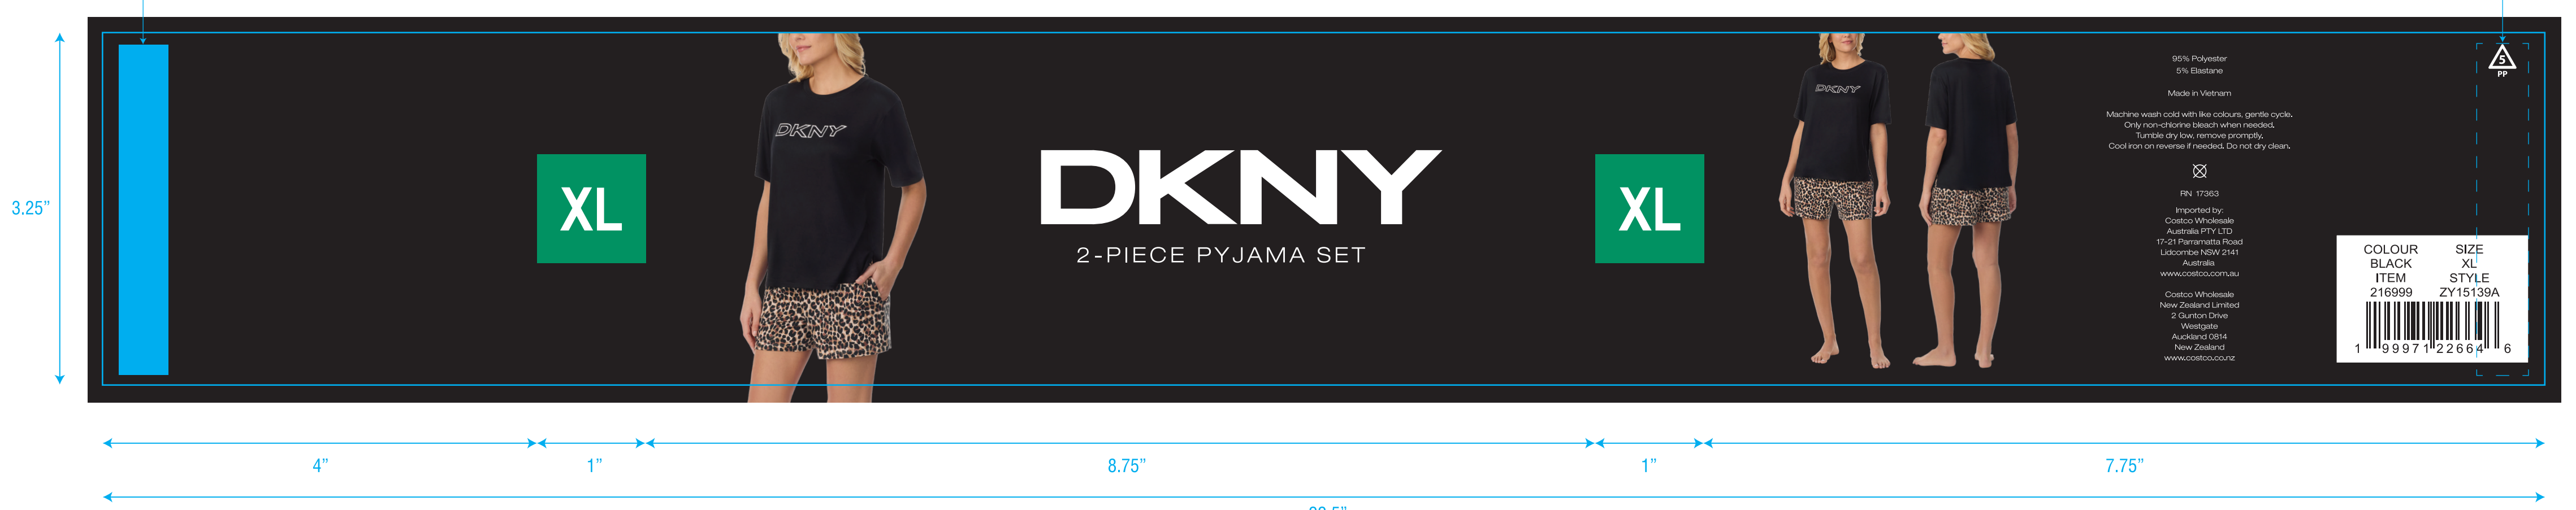 3.25”
XL
DKNY
DKNY
2-PIECE PYJAMA SET
XL
DKNY
95% Polyester
5% Elastane
Made in Vietnam
Machine wash cold with like colours, gentle cycle.
Only non-chlorine bleach when needed.
Tumble dry low, remove promptly.
Cool iron on reverse if needed. Do not dry clean.
RN 17363
Imported by:
Costco Wholesale
Australia PTY LTD
17-21 Parramatta Road
Lidcombe NSW 2141
Australia
www.costco.com.au
Costco Wholesale
New Zealand Limited
2 Gunton Drive
Westgate
Auckland 0814
New Zealand
www.costco.co.nz
5
PP
COLOUR SIZE
BLACK XL
ITEM STYLE
216999 ZY15139A
1 99971 22664 6
4” 1” 8.75” 1” 7.75”